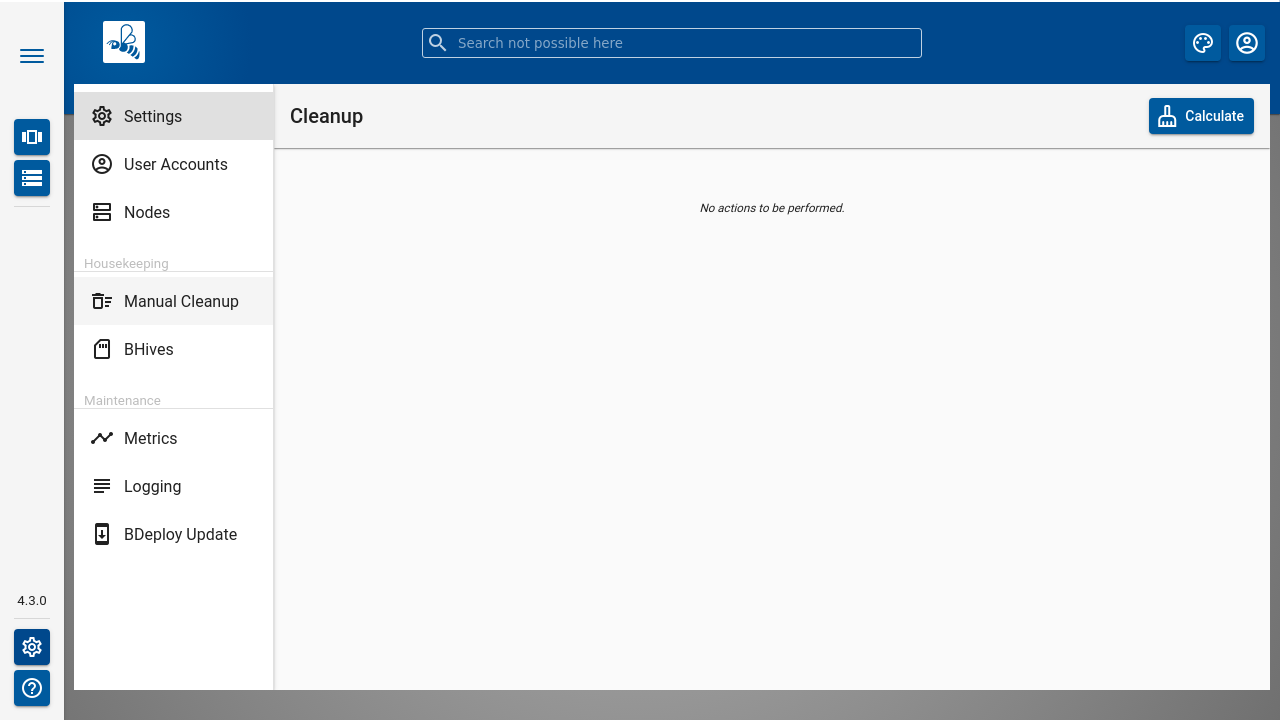 Search not possible here
Settings
User Accounts
Nodes
Housekeeping
Manual Cleanup
BHives
Maintenance
Metrics
Logging
BDeploy Update
Cleanup
Calculate
No actions to be performed.
4.3.0